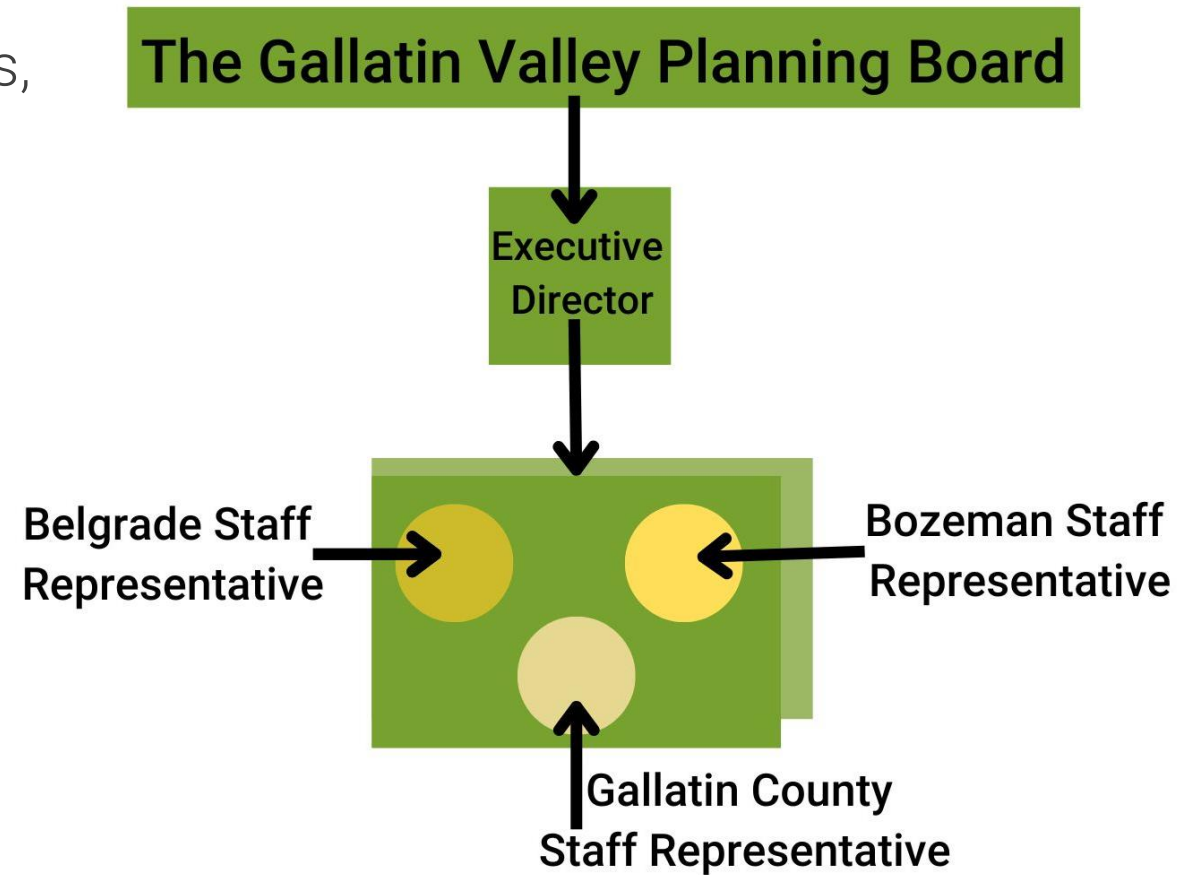 s,
The Gallatin Valley Planning Board
Executive
Director
Belgrade Staff
Representative
Bozeman Staff
Representative
Gallatin County
Staff Representative